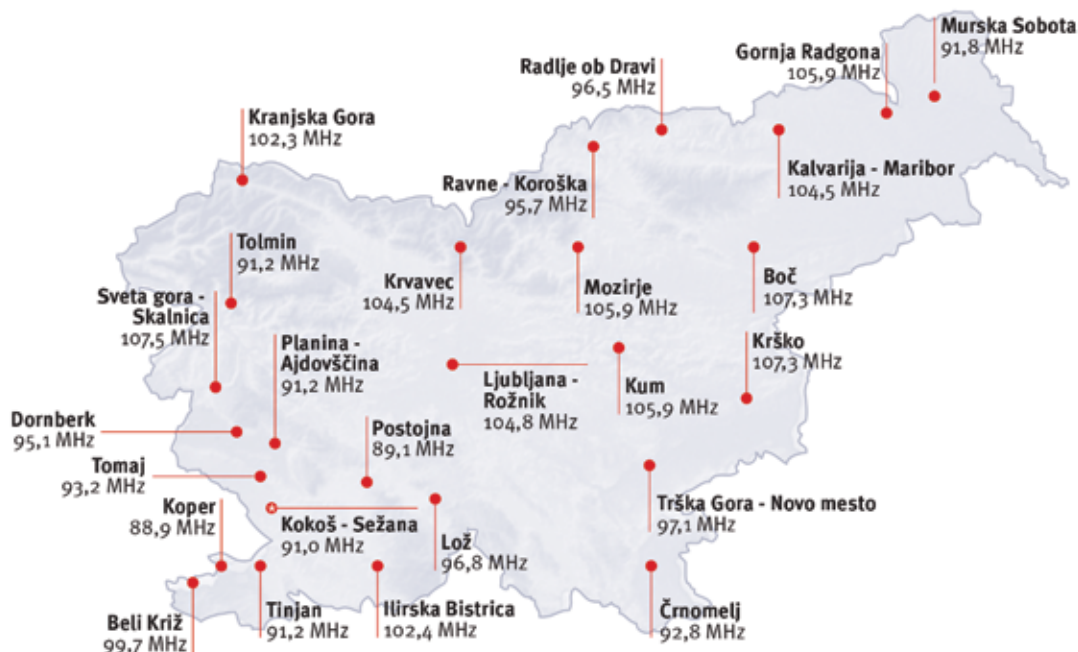 Murska Sobota
91,8 MHz
Gornja Radgona
105,9 MHz
Radlje ob Dravi
96,5 MHz
Kranjska Gora
102,3 MHz
Kalvarija - Maribor
104,5 MHz
Ravne - Koroška
95,7 MHz
Tolmin
91,2 MHz
Krvavec
104,5 MHz
Mozirje
105,9 MHz
Boč
107,3 MHz
Sveta gora -
Skalnica
107,5 MHz
Planina -
Ajdovščina
91,2 MHz
Krško
107,3 MHz
Ljubljana -
Rožnik
104,8 MHz
Kum
105,9 MHz
Dornberk
95,1 MHz
Postojna
89,1 MHz
Tomaj
93,2 MHz
Koper
88,9 MHz
Kokoš - Sežana
91,0 MHz
Lož
96,8 MHz
Trška Gora - Novo mesto
97,1 MHz
Beli Križ
99,7 MHz
Tinjan
91,2 MHz
Ilirska Bistrica
102,4 MHz
Črnomelj
92,8 MHz